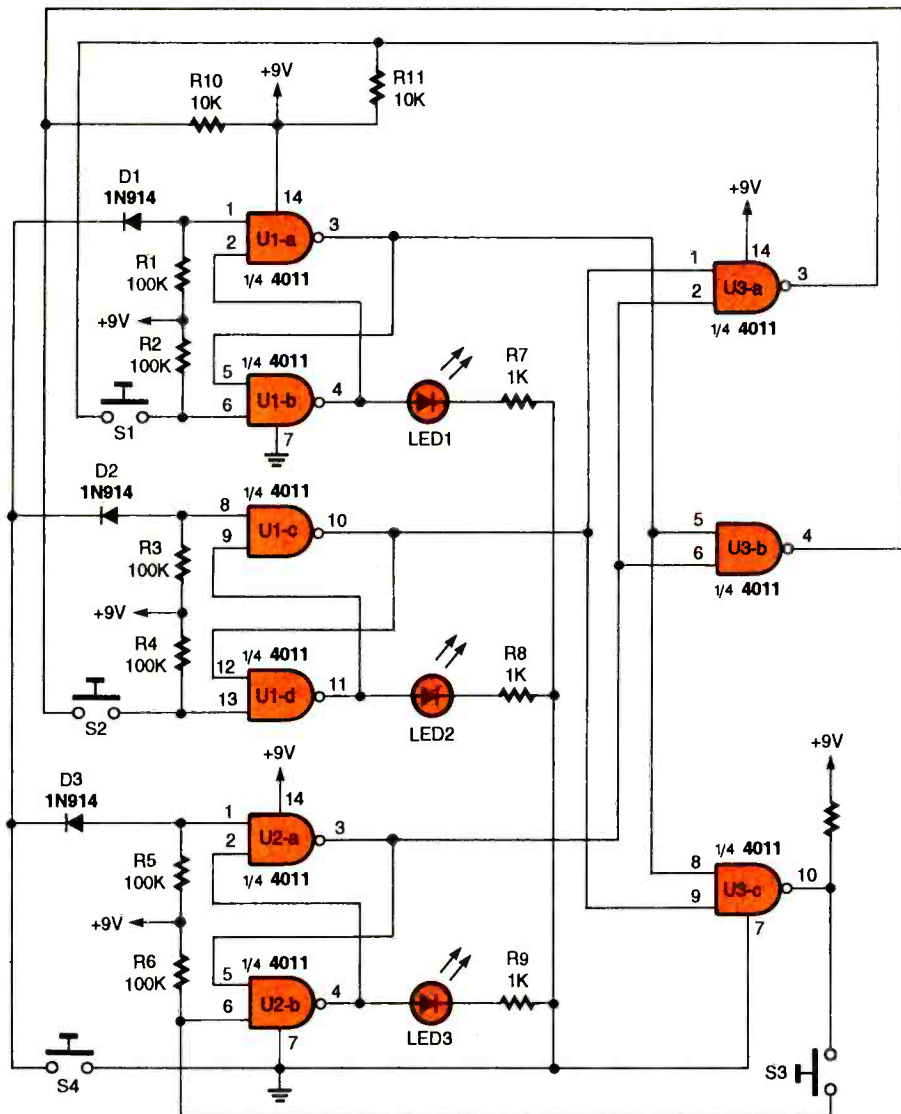 R10
10K
+9V
R11
10K
D1
1N914
1
14
U1-a
3
2
1/4 4011
R1
100K
+9V
R2
100K
1/4 4011
5
U1-b
4
6
7
S1
LED1
R7
1K
+9V
14
1
U3-a
3
2
1/4 4011
D2
1N914
1/4 4011
8
U1-c
10
9
R3
100K
+9V
R4
100K
1/4 4011
12
U1-d
11
13
S2
LED2
R8
1K
5
U3-b
4
6
1/4 4011
+9V
14
D3
1N914
1
U2-a
3
2
1/4 4011
R5
100K
+9V
R6
100K
1/4 4011
5
U2-b
4
6
7
LED3
R9
1K
+9V
1/4 4011
8
U3-c
10
9
7
S4
S3